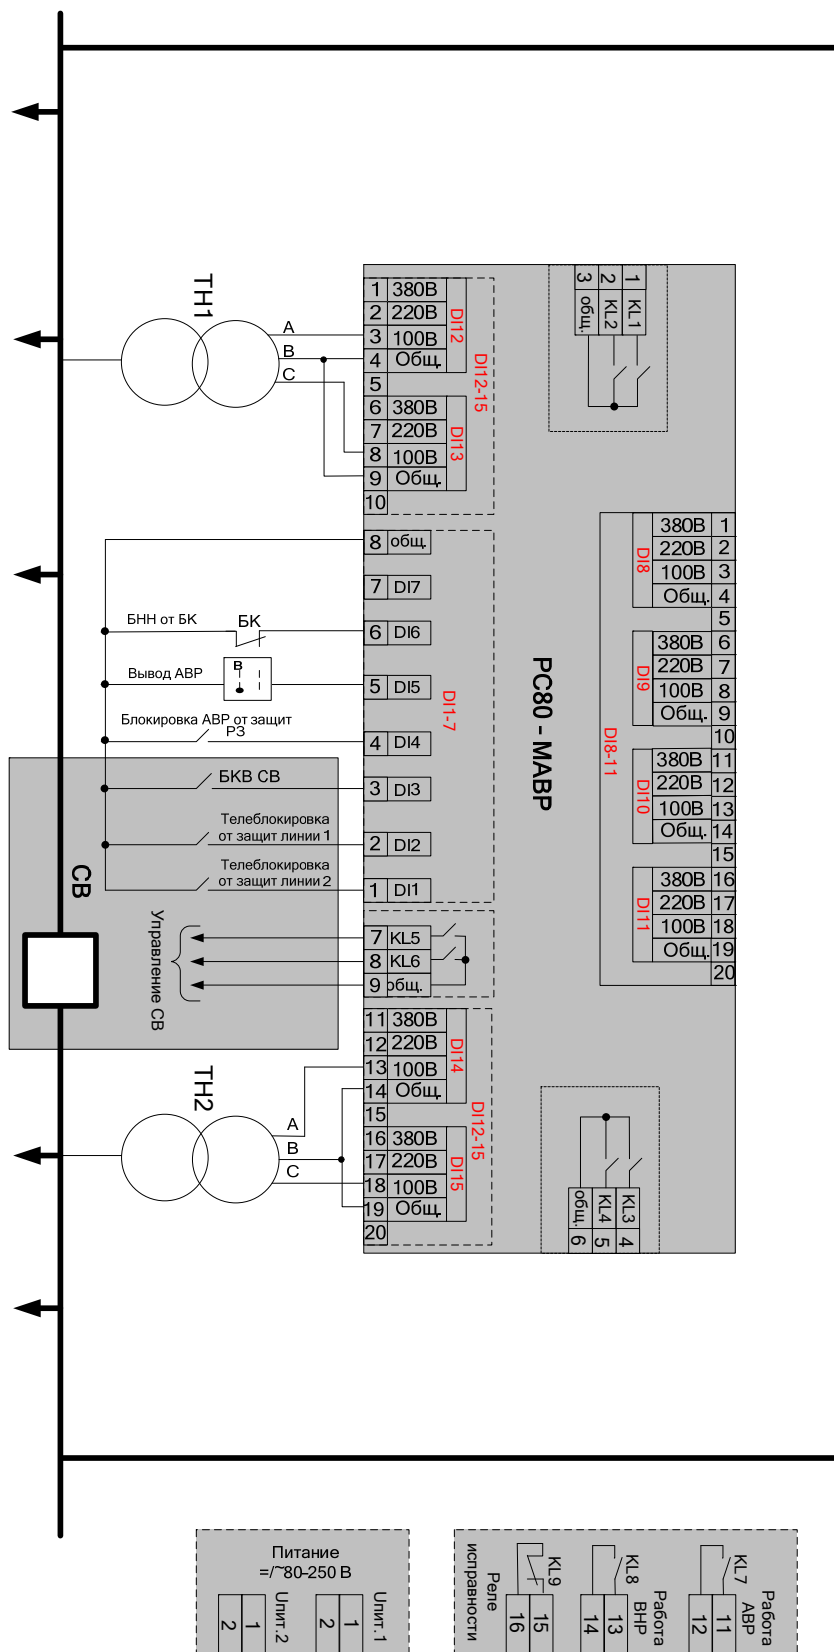 ТН1
A
B
C
1 380В
2 220В
3 100В
4 Общ.
5
6 380В
7 220В
8 100В
9 Общ.
10
DI12
DI13
DI12-15
3 2 1
общ. KL2 KL1
8 общ.
7 DI7
6 DI6
5 DI5
4 DI4
3 DI3
2 DI2
1 DI1
DI1-7
БНН от БК
БК
Вывод АВР
В
Блокировка АВР от защит
РЗ
БКВ СВ
Телеблокировка
от защит линии 1
Телеблокировка
от защит линии 2
СВ
Управление СВ
7 KL5
8 KL6
9 общ.
РС80 - МАВР
380В 1
220В 2
100В 3
Общ. 4
5
380В 6
220В 7
100В 8
Общ. 9
10
380В 11
220В 12
100В 13
Общ. 14
15
380В 16
220В 17
100В 18
Общ. 19
20
DI8
DI9
DI10
DI11
DI8-11
ТН2
A
B
C
11 380В
12 220В
13 100В
14 Общ.
15
16 380В
17 220В
18 100В
19 Общ.
20
DI14
DI15
DI12-15
общ. KL4 KL3
6 5 4
Питание
=/~80-250 В
Uпит.2
1
2
Uпит.1
1
2
Реле
исправности
KL9
15
16
Работа
ВНР
KL8
13
14
Работа
АВР
KL7
11
12